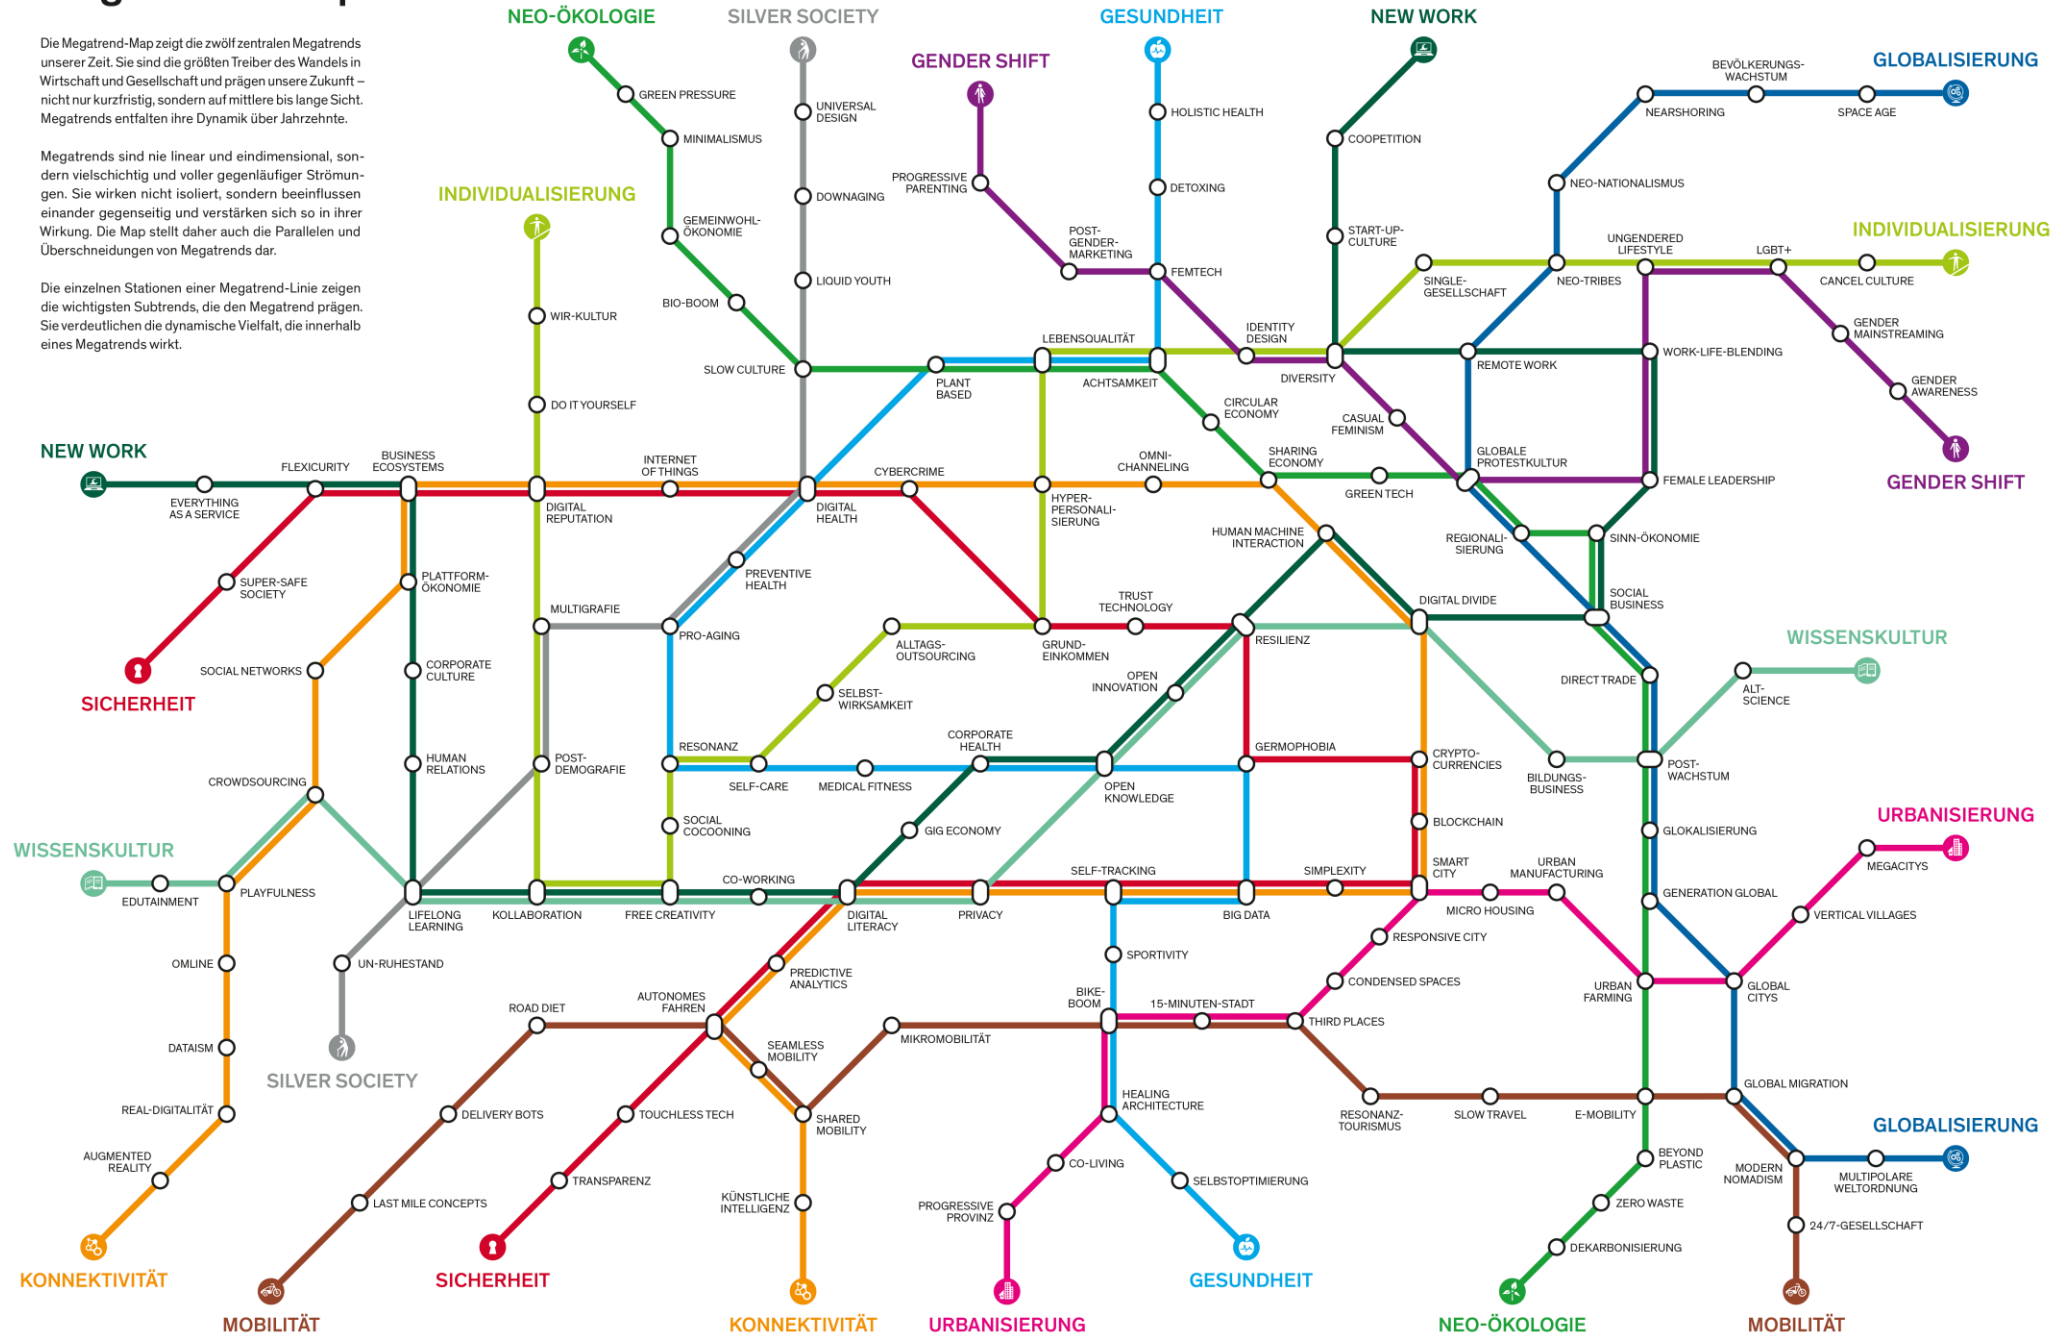 Die Megatrend-Map zeigt die zwölf zentralen Megatrends
unserer Zeit. Sie sind die größten Treiber des Wandels in
Wirtschaft und Gesellschaft und prägen unsere Zukunft –
nicht nur kurzfristig, sondern auf mittlere bis lange Sicht.
Megatrends entfalten ihre Dynamik über Jahrzehnte.
Megatrends sind nie linear und eindimensional, son-
dern vielschichtig und voller gegenläufiger Strömun-
gen. Sie wirken nicht isoliert, sondern beeinflussen
einander gegenseitig und verstärken sich so in ihrer
Wirkung. Die Map stellt daher auch die Parallelen und
Überschneidungen von Megatrends dar.
Die einzelnen Stationen einer Megatrend-Linie zeigen
die wichtigsten Subtrends, die den Megatrend prägen.
Sie verdeutlichen die dynamische Vielfalt, die innerhalb
eines Megatrends wirkt.
NEO-ÖKOLOGIE
SILVER SOCIETY
GESUNDHEIT
NEW WORK
GENDER SHIFT
GLOBALISIERUNG
BEVÖLKERUNGS-
WACHSTUM
GREEN PRESSURE
UNIVERSAL
DESIGN
HOLISTIC HEALTH
NEARSHORING
SPACE AGE
MINIMALISMUS
COOPETITION
PROGRESSIVE
PARENTING
DOWNAGING
DETOXING
NEO-NATIONALISMUS
INDIVIDUALISIERUNG
GEMEINWOHL-
ÖKONOMIE
POST-
GENDER-
MARKETING
START-UP-
CULTURE
UNGENDERED
LIFESTYLE
LGBT+
INDIVIDUALISIERUNG
LIQUID YOUTH
FEMTECH
SINGLE-
GESELLSCHAFT
NEO-TRIBES
CANCEL CULTURE
BIO-BOOM
WIR-KULTUR
LEBENSQUALITÄT
IDENTITY
DESIGN
GENDER
MAINSTREAMING
SLOW CULTURE
PLANT
BASED
ACHTSAMKEIT
DIVERSITY
REMOTE WORK
WORK-LIFE-BLENDING
GENDER
AWARENESS
DO IT YOURSELF
CIRCULAR
ECONOMY
CASUAL
FEMINISM
NEW WORK
FLEXICURITY
BUSINESS
ECOSYSTEMS
INTERNET
OF THINGS
CYBERCRIME
OMNI-
CHANNELING
SHARING
ECONOMY
GLOBALE
PROTESTKULTUR
GENDER SHIFT
EVERYTHING
AS A SERVICE
DIGITAL
REPUTATION
DIGITAL
HEALTH
HYPER-
PERSONALI-
SIERUNG
GREEN TECH
FEMALE LEADERSHIP
HUMAN MACHINE
INTERACTION
REGIONALI-
SIERUNG
SINN-ÖKONOMIE
SUPER-SAFE
SOCIETY
PLATTFORM-
ÖKONOMIE
PREVENTIVE
HEALTH
MULTIGRAFIE
PRO-AGING
TRUST
TECHNOLOGY
DIGITAL DIVIDE
SOCIAL
BUSINESS
WISSENSKULTUR
ALLTAGS-
OUTSOURCING
GRUND-
EINKOMMEN
RESILIENZ
SOCIAL NETWORKS
CORPORATE
CULTURE
SELBST-
WIRKSAMKEIT
OPEN
INNOVATION
DIRECT TRADE
ALT-
SCIENCE
SICHERHEIT
HUMAN
RELATIONS
POST-
DEMOGRAFIE
RESONANZ
SELF-CARE
MEDICAL FITNESS
CORPORATE
HEALTH
OPEN
KNOWLEDGE
GERMOPHOBIA
CRYPTO-
CURRENCIES
BILDUNGS-
BUSINESS
POST-
WACHSTUM
CROWDSOURCING
SOCIAL
COCOONING
GIG ECONOMY
BLOCKCHAIN
GLOKALISIERUNG
URBANISIERUNG
WISSENSKULTUR
EDUTAINMENT
PLAYFULNESS
LIFELONG
LEARNING
KOLLABORATION
FREE CREATIVITY
CO-WORKING
DIGITAL
LITERACY
PRIVACY
SELF-TRACKING
BIG DATA
SIMPLEXITY
SMART
CITY
MICRO HOUSING
URBAN
MANUFACTURING
GENERATION GLOBAL
MEGACITYS
VERTICAL VILLAGES
OMLINE
UN-RUHESTAND
PREDICTIVE
ANALYTICS
SPORTIVITY
RESPONSIVE CITY
CONDENSED SPACES
URBAN
FARMING
GLOBAL
CITYS
ROAD DIET
AUTONOMES
FAHREN
BIKE-
BOOM
15-MINUTEN-STADT
THIRD PLACES
DATAISM
SEAMLESS
MOBILITY
MIKROMOBILITÄT
SILVER SOCIETY
REAL-DIGITALITÄT
DELIVERY BOTS
TOUCHLESS TECH
SHARED
MOBILITY
HEALING
ARCHITECTURE
RESONANZ-
TOURISMUS
SLOW TRAVEL
E-MOBILITY
GLOBAL MIGRATION
GLOBALISIERUNG
AUGMENTED
REALITY
LAST MILE CONCEPTS
TRANSPARENZ
KÜNSTLICHE
INTELLIGENZ
CO-LIVING
PROGRESSIVE
PROVINZ
SELBSTOPTIMIERUNG
BEYOND
PLASTIC
MODERN
NOMADISM
MULTIPOLARE
WELTORDNUNG
ZERO WASTE
24/7-GESELLSCHAFT
DEKARBONISIERUNG
KONNEKTIVITÄT
SICHERHEIT
GESUNDHEIT
MOBILITÄT
KONNEKTIVITÄT
URBANISIERUNG
NEO-ÖKOLOGIE
MOBILITÄT